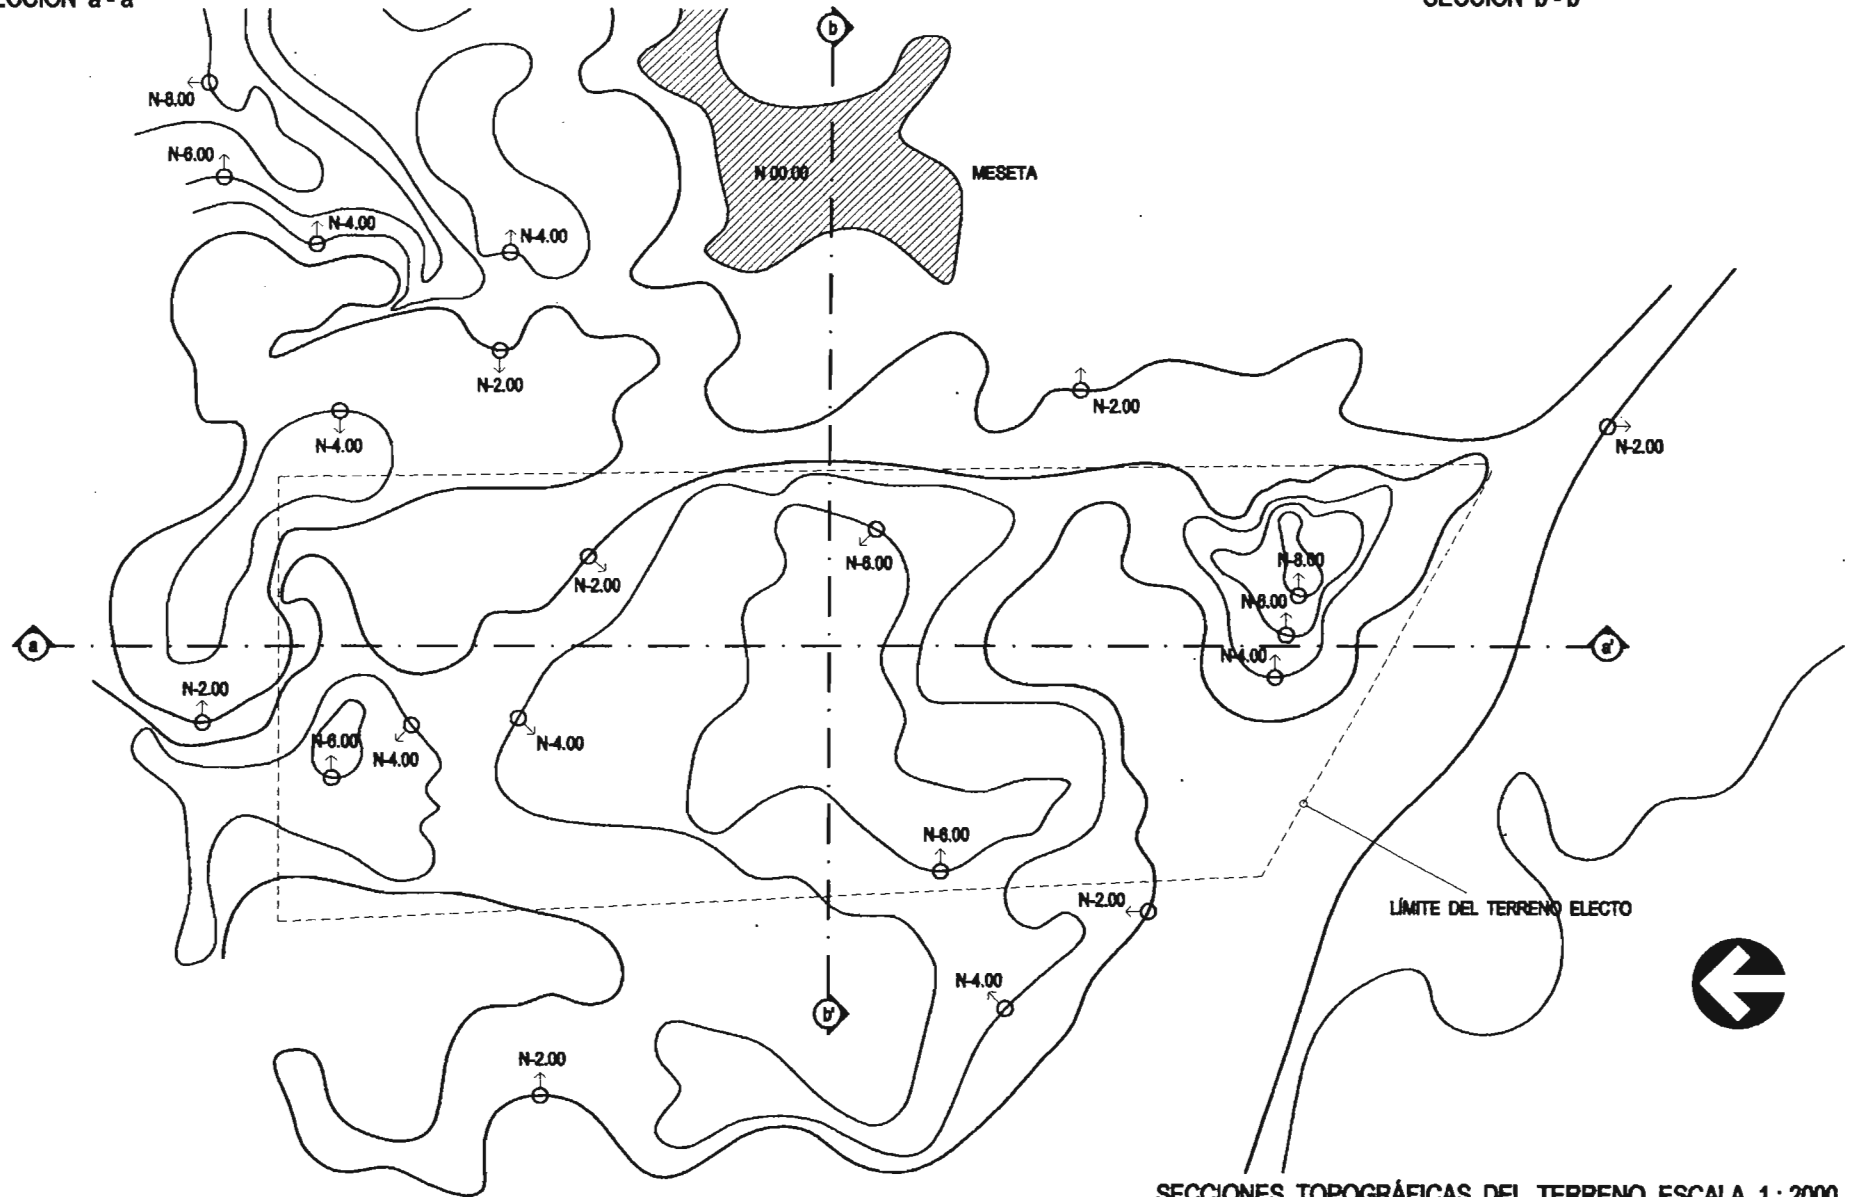 SECCIÓN b - b'
b
N-8.00
N-6.00
N 00.00
MESETA
N-4.00
N-4.00
N-2.00
N-2.00
N-2.00
N-4.00
N-6.00
N-8.00
N-2.00
N-6.00
a
a'
N-4.00
N-2.00
N-6.00
N-4.00
N-4.00
N-6.00
N-2.00
LÍMITE DEL TERRENO ELECTO
N-4.00
b'
N-2.00
SECCIONES TOPOGRÁFICAS DEL TERRENO ESCALA 1 : 2000